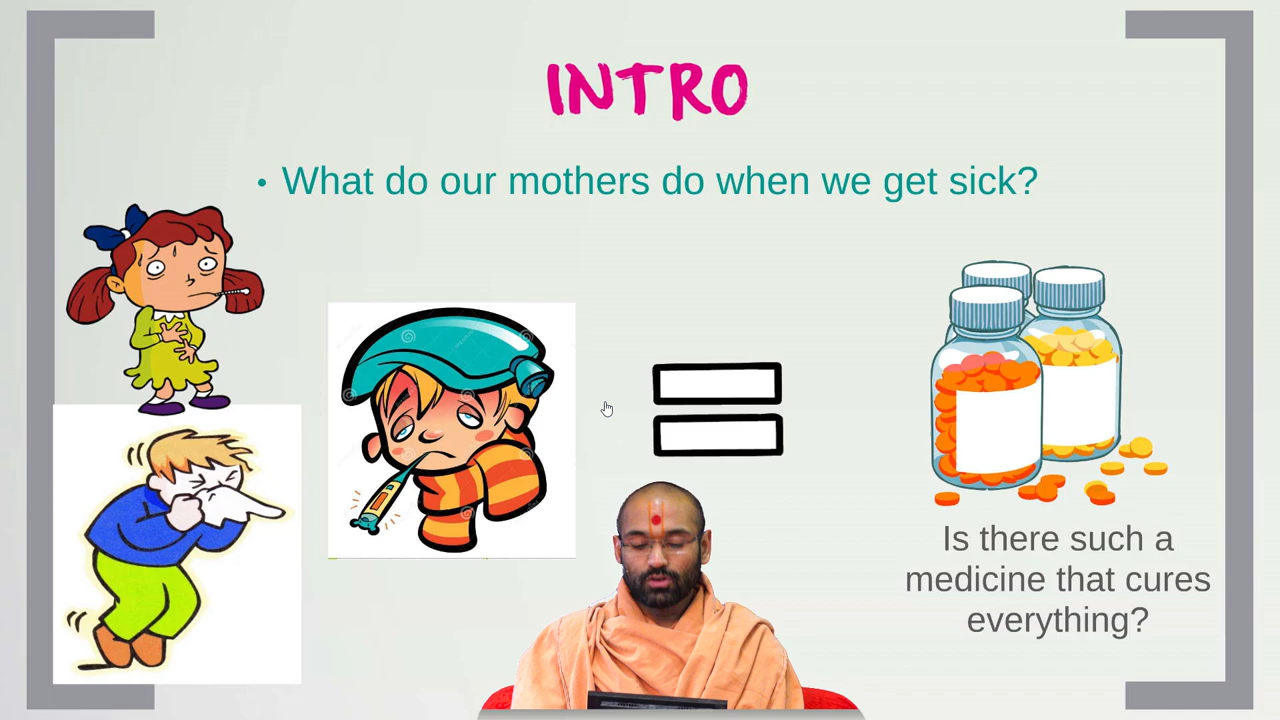 INTRO
• What do our mothers do when we get sick?
Is there such a
medicine that cures
everything?